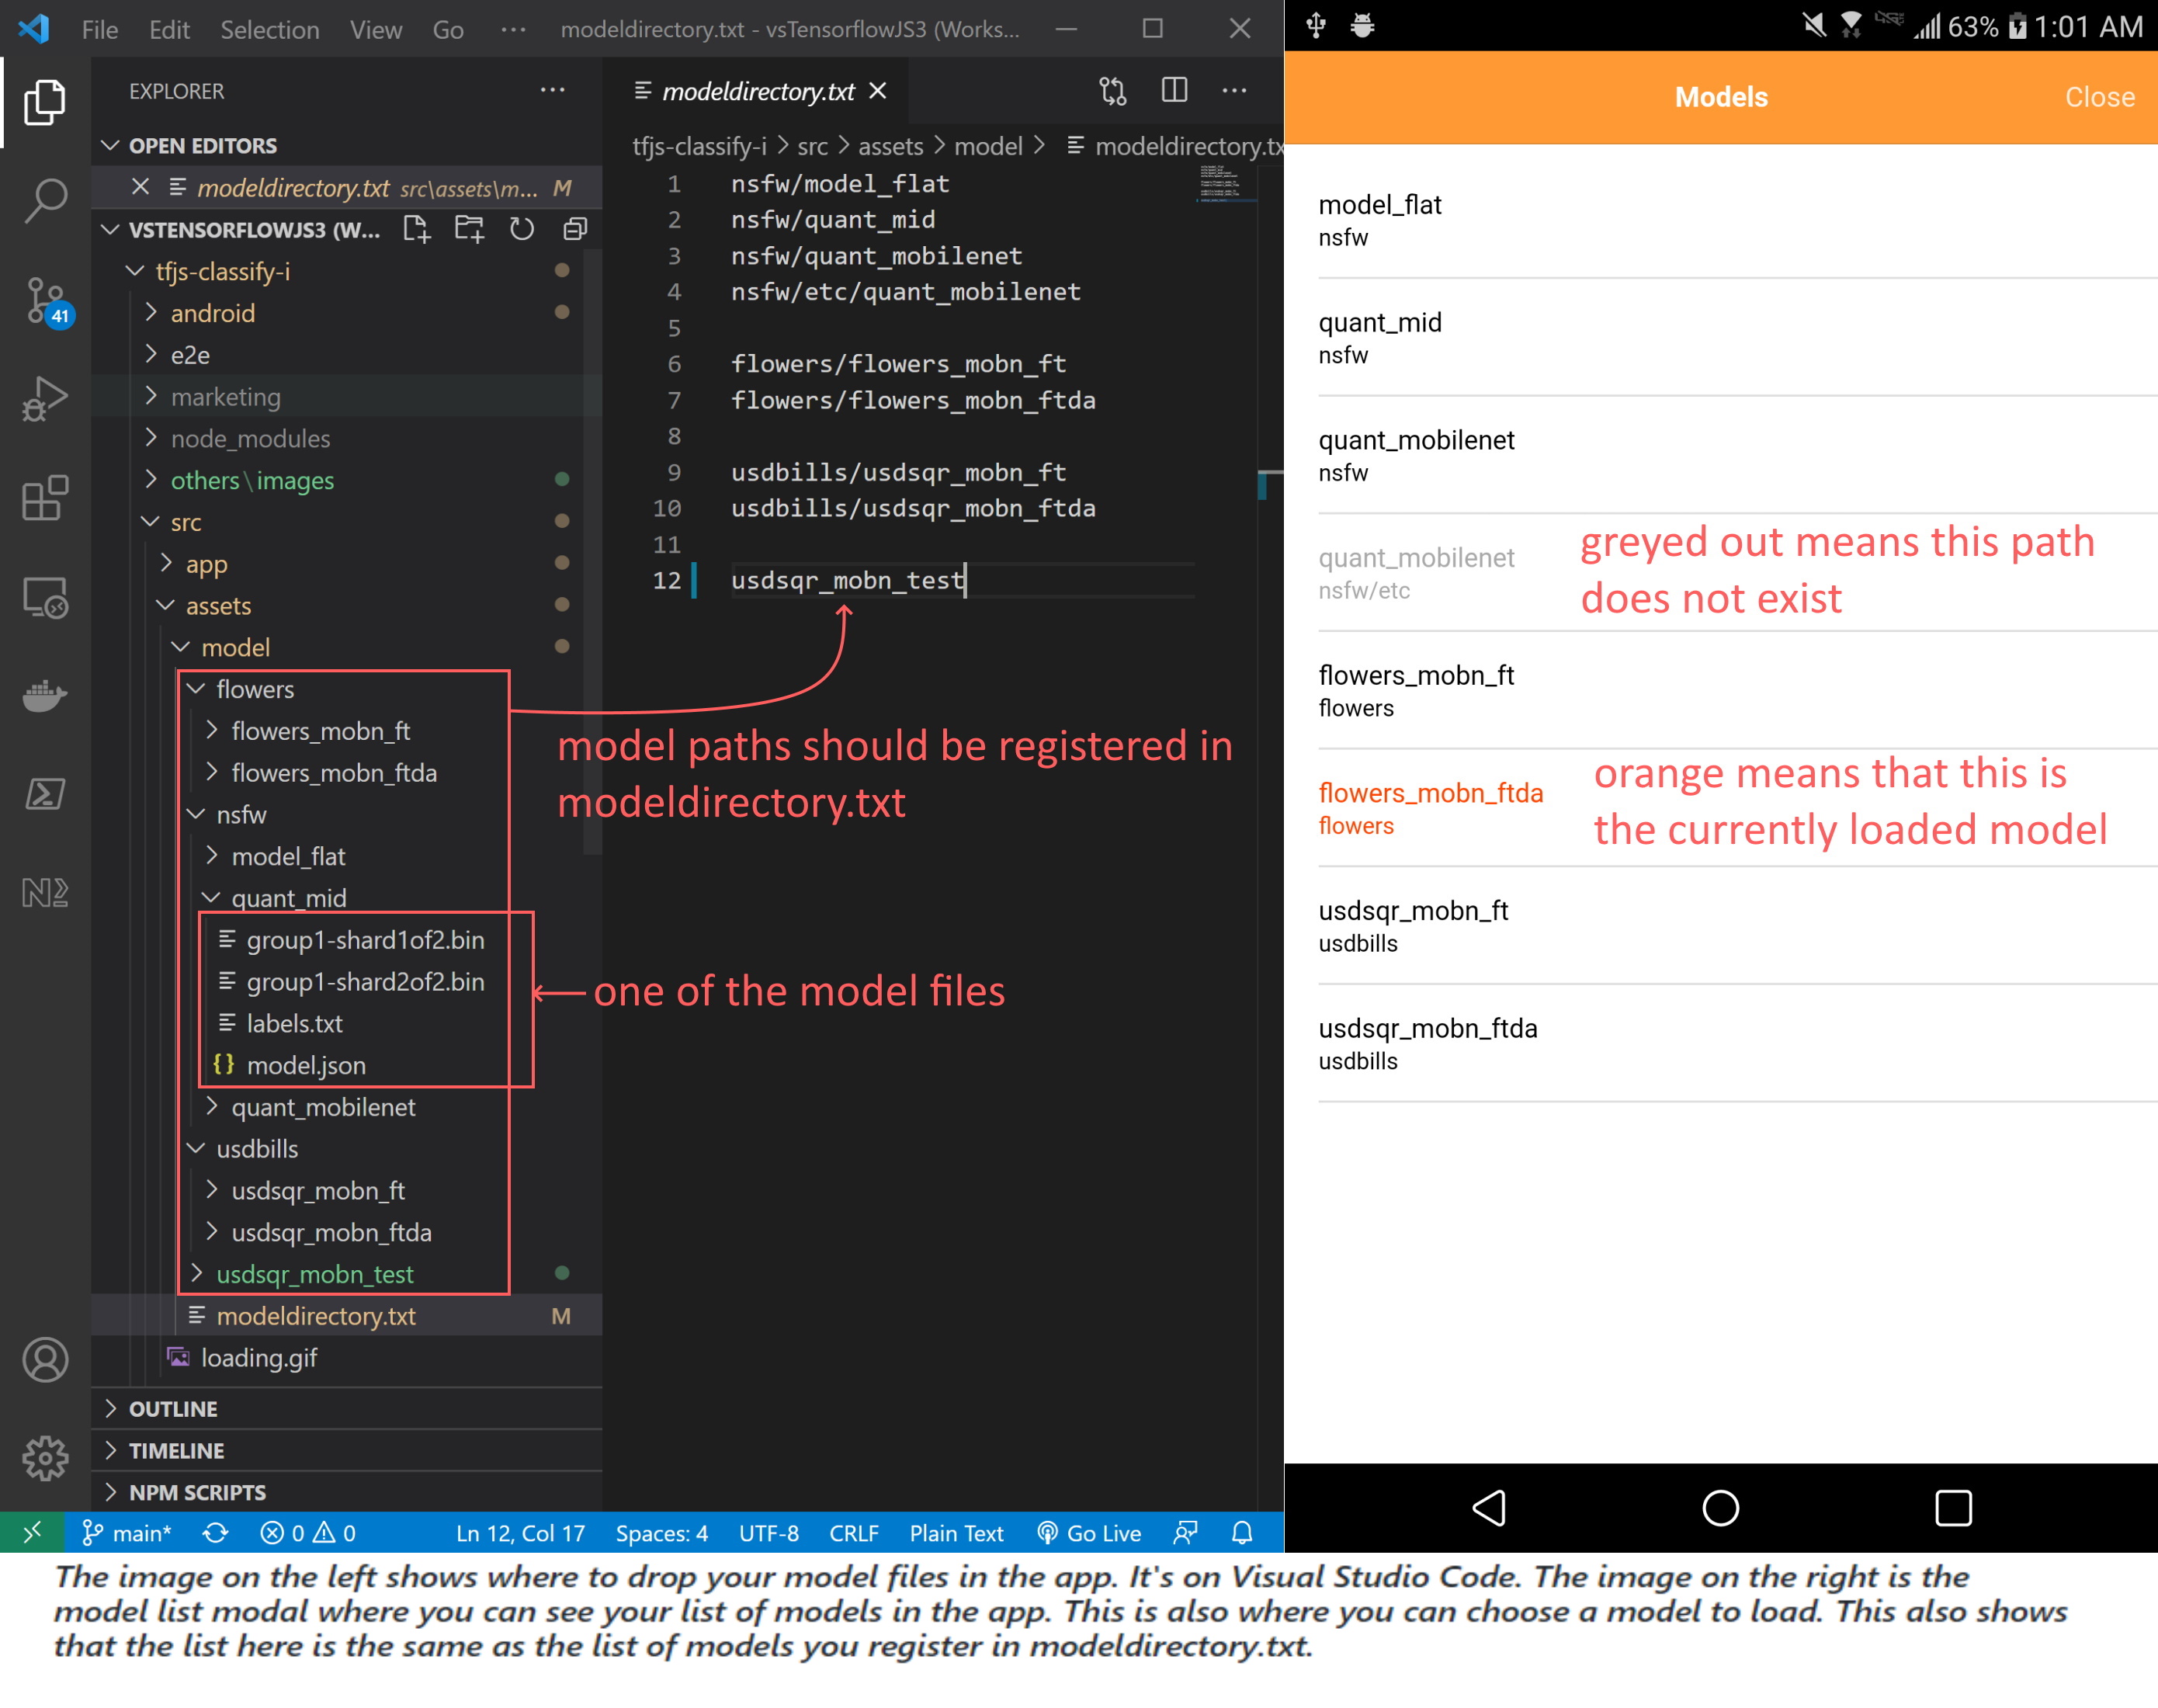 File Edit Selection View Go ··· modeldirectory.txt - vsTensorflowJS3 (Works...
EXPLORER ···
OPEN EDITORS
modeldirectory.txt src\assets\m... M
VSTENSORFLOWJS3 (W...
tfjs-classify-i
android
e2e
marketing
node_modules
others\images
src
app
assets
model
flowers
flowers_mobn_ft
flowers_mobn_ftda
nsfw
model_flat
quant_mid
group1-shard1of2.bin
group1-shard2of2.bin
labels.txt
model.json
quant_mobilenet
usdbills
usdsqr_mobn_ft
usdsqr_mobn_ftda
usdsqr_mobn_test
modeldirectory.txt M
loading.gif
OUTLINE
TIMELINE
NPM SCRIPTS
41
modeldirectory.txt
tfjs-classify-i > src > assets > model > modeldirectory.tx
1 nsfw/model_flat
2 nsfw/quant_mid
3 nsfw/quant_mobilenet
4 nsfw/etc/quant_mobilenet
5
6 flowers/flowers_mobn_ft
7 flowers/flowers_mobn_ftda
8
9 usdbills/usdsqr_mobn_ft
10 usdbills/usdsqr_mobn_ftda
11
12 usdsqr_mobn_test
model paths should be registered in
modeldirectory.txt
one of the model files
main* 0 0 Ln 12, Col 17 Spaces: 4 UTF-8 CRLF Plain Text Go Live
63% 1:01 AM
Models Close
model_flat
nsfw
quant_mid
nsfw
quant_mobilenet
nsfw
quant_mobilenet
nsfw/etc
greyed out means this path
does not exist
flowers_mobn_ft
flowers
flowers_mobn_ftda
flowers
orange means that this is
the currently loaded model
usdsqr_mobn_ft
usdbills
usdsqr_mobn_ftda
usdbills
The image on the left shows where to drop your model files in the app. It's on Visual Studio Code. The image on the right is the
model list modal where you can see your list of models in the app. This is also where you can choose a model to load. This also shows
that the list here is the same as the list of models you register in modeldirectory.txt.